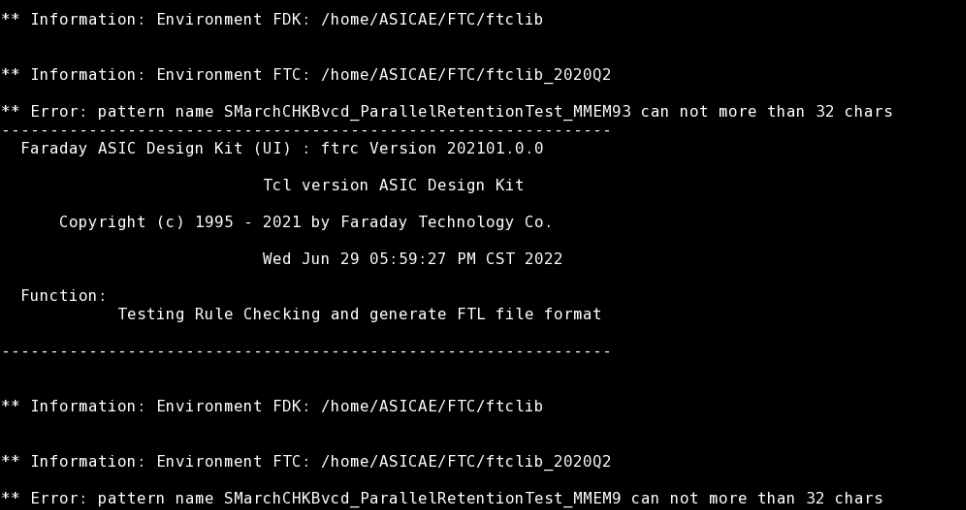 ** Information: Environment FDK: /home/ASICAE/FTC/ftclib
** Information: Environment FTC: /home/ASICAE/FTC/ftclib_2020Q2
** Error: pattern name SMarchCHKBvcd_ParallelRetentionTest_MMEM93 can not more than 32 chars
---------------------------------------------------------------
Faraday ASIC Design Kit (UI) : ftrc Version 202101.0.0
Tcl version ASIC Design Kit
Copyright (c) 1995 - 2021 by Faraday Technology Co.
Wed Jun 29 05:59:27 PM CST 2022
Function:
Testing Rule Checking and generate FTL file format
---------------------------------------------------------------
** Information: Environment FDK: /home/ASICAE/FTC/ftclib
** Information: Environment FTC: /home/ASICAE/FTC/ftclib_2020Q2
** Error: pattern name SMarchCHKBvcd_ParallelRetentionTest_MMEM9 can not more than 32 chars